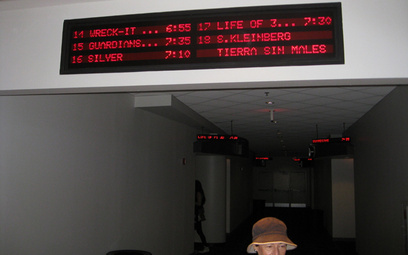 14 WRECK-IT ... 6:55 17 LIFE OF 3... 7:30
15 GUARDIANS... 7:35 18 S.KLEINBERG
16 SILVER 7:10 TIERRA SIN MALES